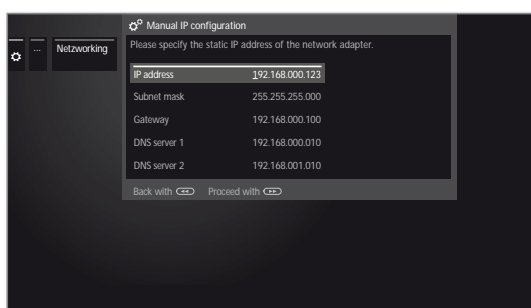 Manual IP configuration
... Netzworking
Please specify the static IP address of the network adapter.
IP address 192.168.000.123
Subnet mask 255.255.255.000
Gateway 192.168.000.100
DNS server 1 192.168.000.010
DNS server 2 192.168.001.010
Back with Proceed with